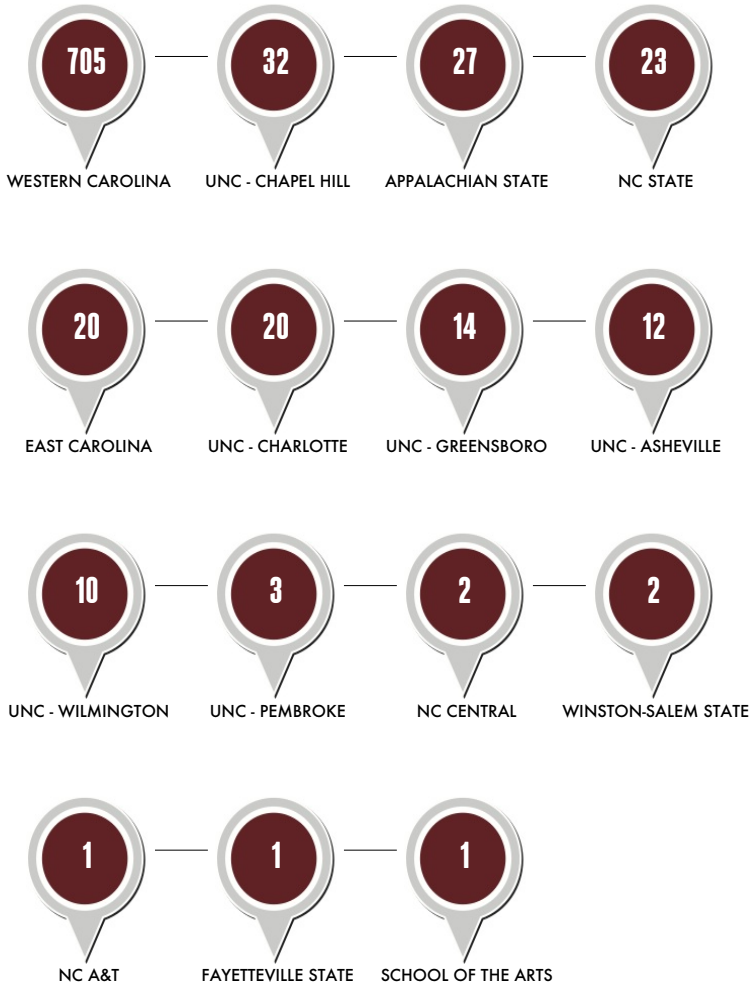 705
32
27
23
WESTERN CAROLINA
UNC - CHAPEL HILL
APPALACHIAN STATE
NC STATE
20
20
14
12
EAST CAROLINA
UNC - CHARLOTTE
UNC - GREENSBORO
UNC - ASHEVILLE
10
3
2
2
UNC - WILMINGTON
UNC - PEMBROKE
NC CENTRAL
WINSTON-SALEM STATE
1
1
1
NC A&T
FAYETTEVILLE STATE
SCHOOL OF THE ARTS